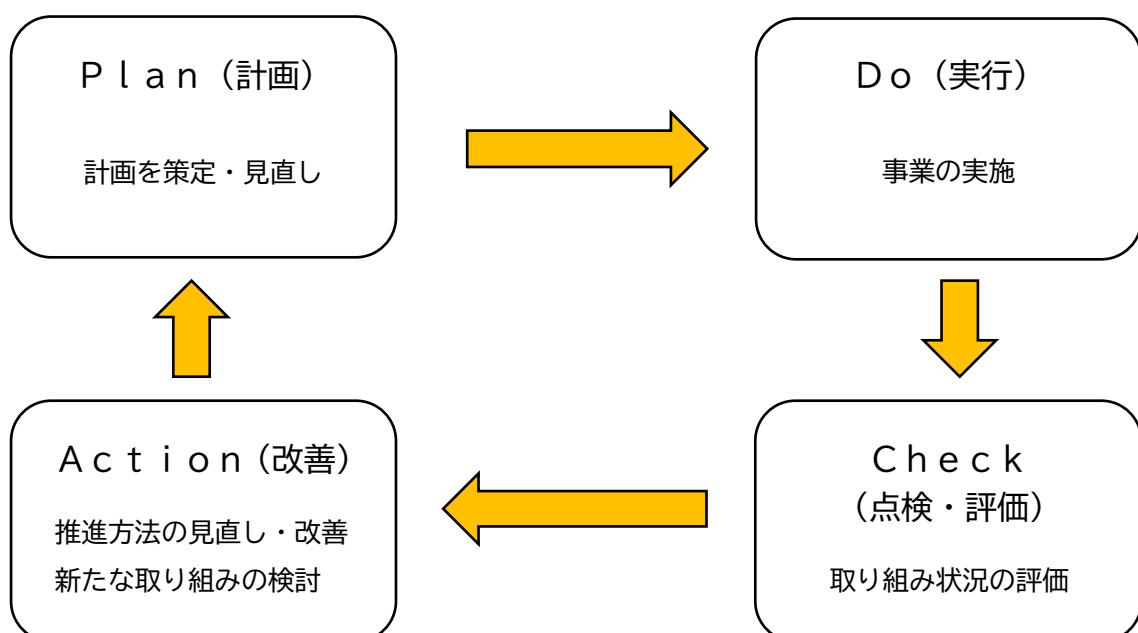 Ｐｌａｎ（計画）
計画を策定・見直し
Ｄｏ（実行）
事業の実施
Ａｃｔｉｏｎ（改善）
推進方法の見直し・改善
新たな取り組みの検討
Ｃｈｅｃｋ
（点検・評価）
取り組み状況の評価